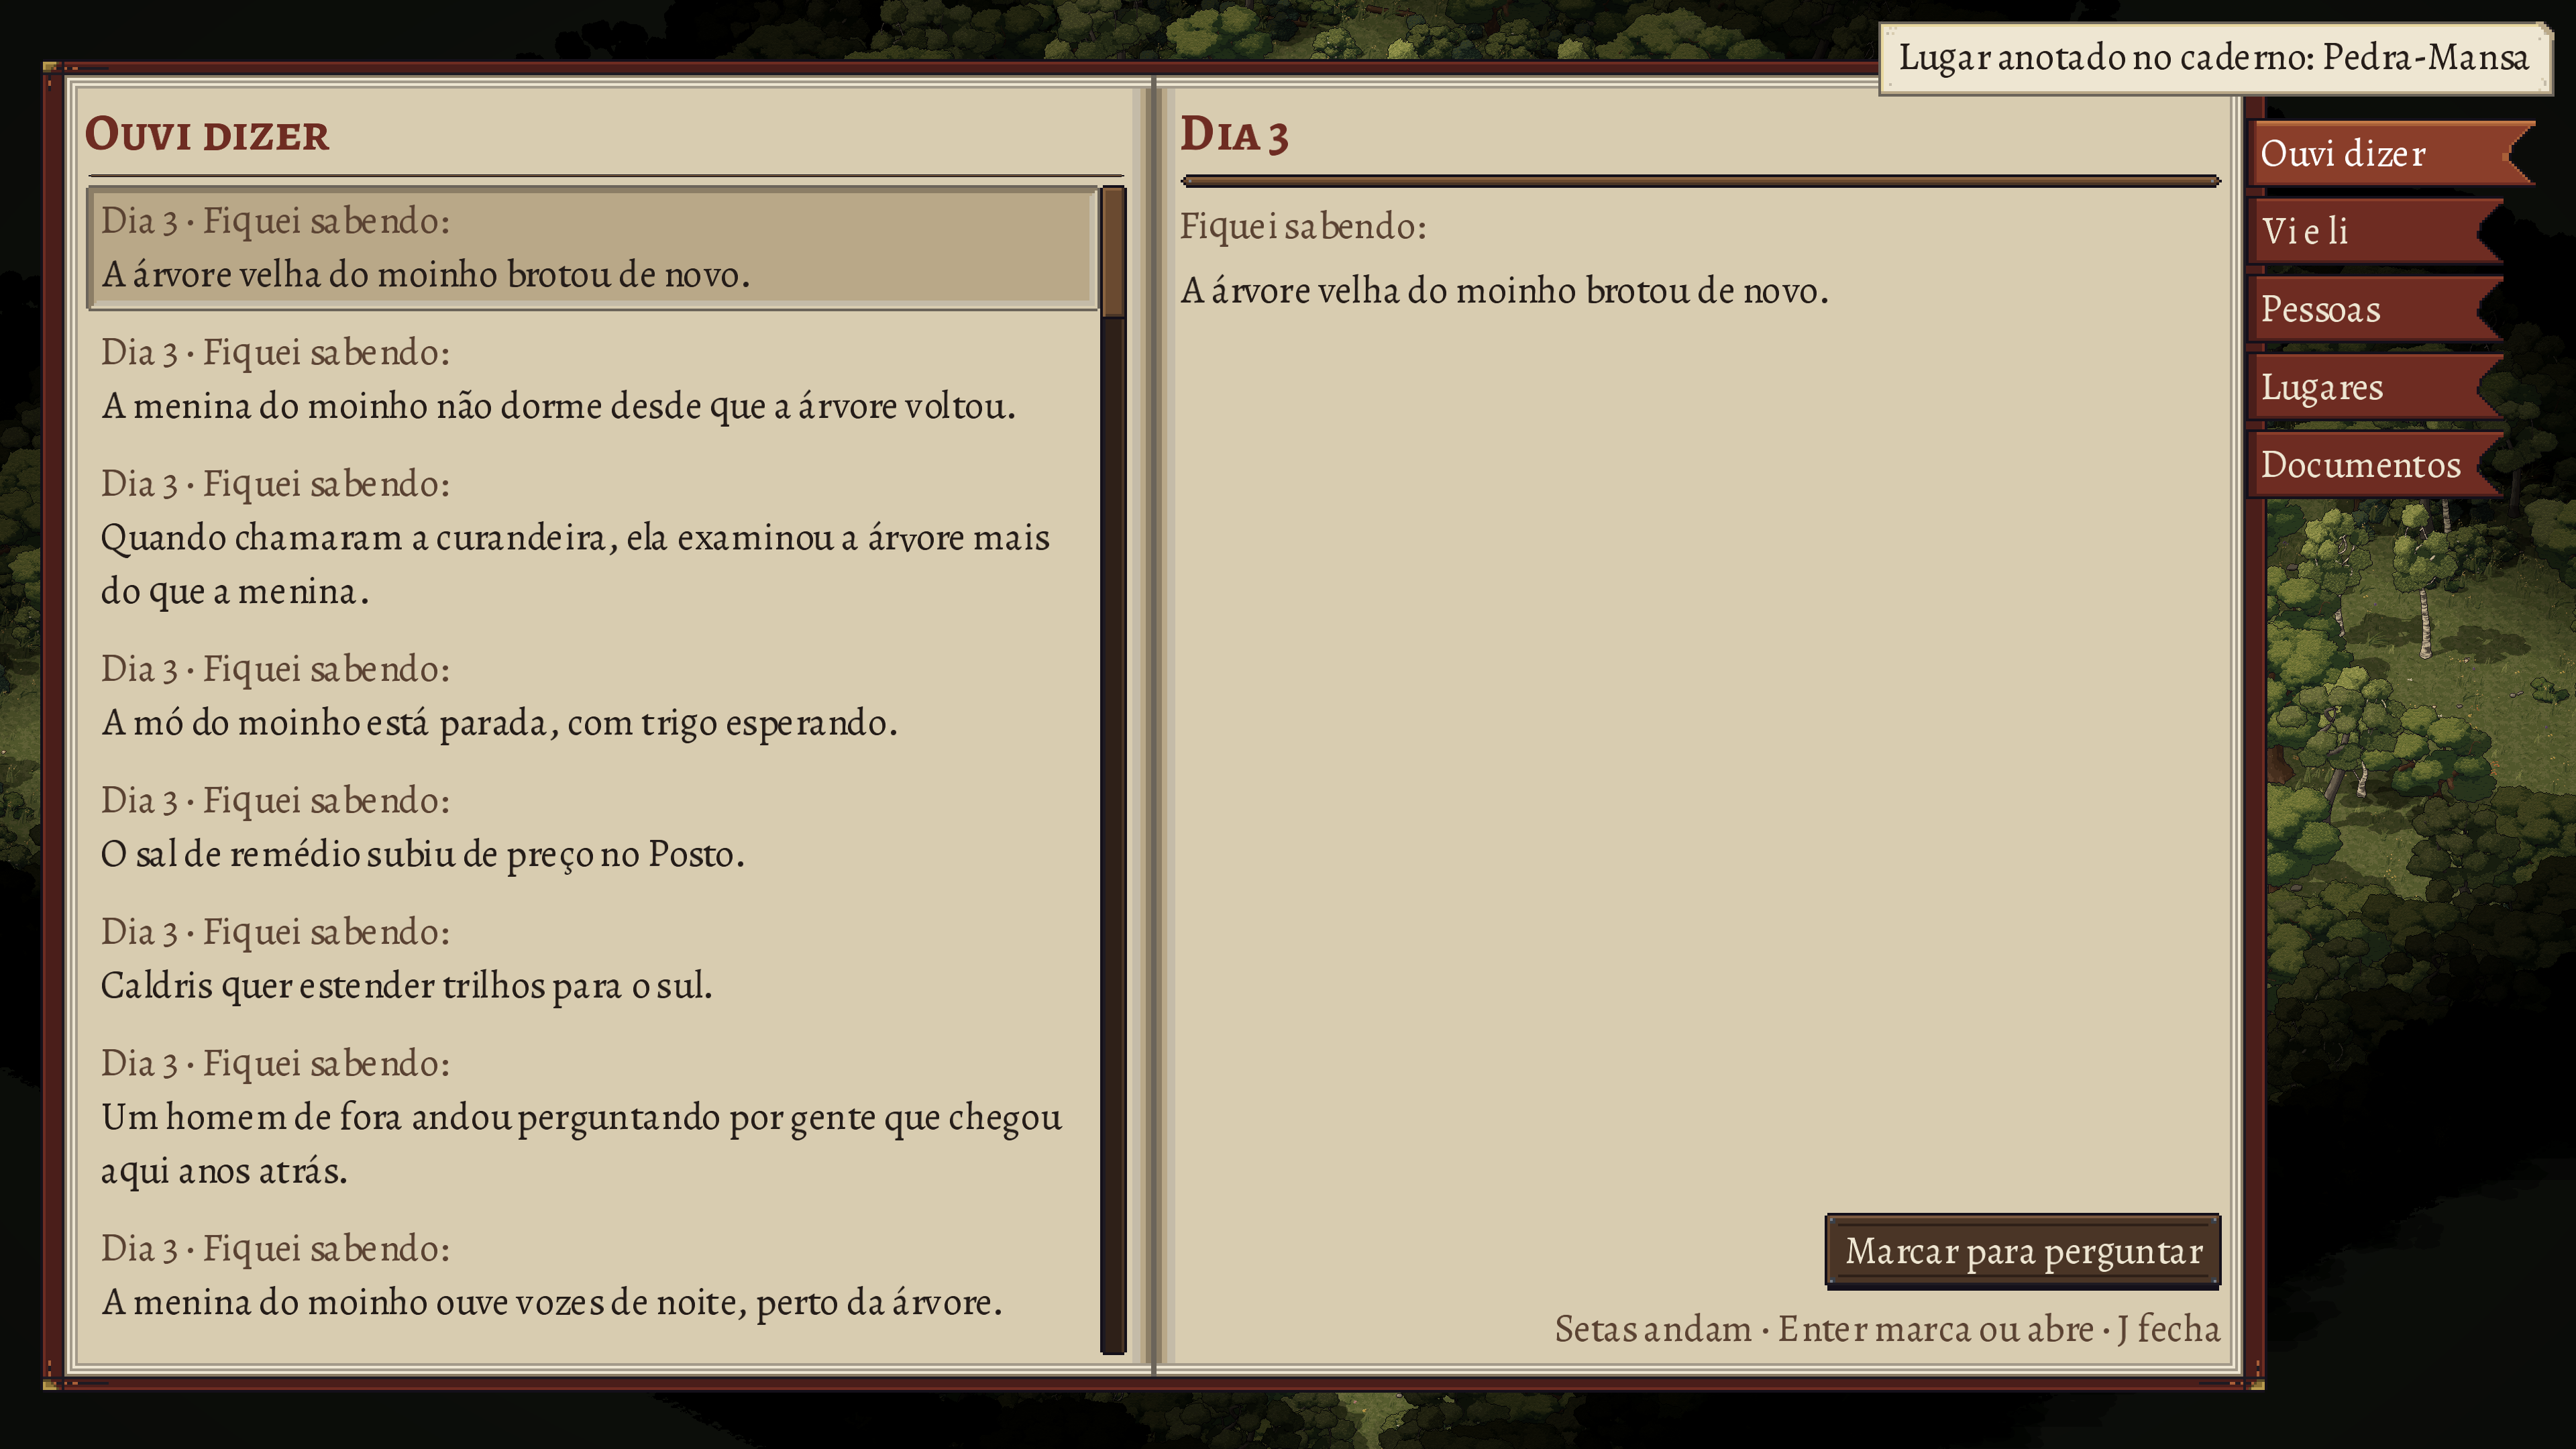 Lugar anotado no caderno: Pedra-Mansa
Ouvi dizer
Dia 3 · Fiquei sabendo:
A árvore velha do moinho brotou de novo.
Dia 3 · Fiquei sabendo:
A menina do moinho não dorme desde que a árvore voltou.
Dia 3 · Fiquei sabendo:
Quando chamaram a curandeira, ela examinou a árvore mais
do que a menina.
Dia 3 · Fiquei sabendo:
A mó do moinho está parada, com trigo esperando.
Dia 3 · Fiquei sabendo:
O sal de remédio subiu de preço no Posto.
Dia 3 · Fiquei sabendo:
Caldris quer estender trilhos para o sul.
Dia 3 · Fiquei sabendo:
Um homem de fora andou perguntando por gente que chegou
aqui anos atrás.
Dia 3 · Fiquei sabendo:
A menina do moinho ouve vozes de noite, perto da árvore.
Dia 3
Fiquei sabendo:
A árvore velha do moinho brotou de novo.
Marcar para perguntar
Setas andam · Enter marca ou abre · J fecha
Ouvi dizer
Vi e li
Pessoas
Lugares
Documentos